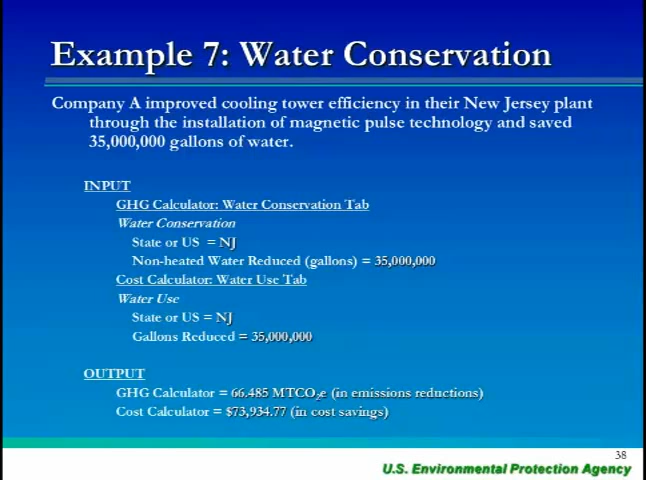 Example 7: Water Conservation
Company A improved cooling tower efficiency in their New Jersey plant
through the installation of magnetic pulse technology and saved
35,000,000 gallons of water.
INPUT
GHG Calculator: Water Conservation Tab
Water Conservation
State or US = NJ
Non-heated Water Reduced (gallons) = 35,000,000
Cost Calculator: Water Use Tab
Water Use
State or US = NJ
Gallons Reduced = 35,000,000
OUTPUT
GHG Calculator = 66.485 MTCO2e (in emissions reductions)
Cost Calculator = $73,934.77 (in cost savings)
38
U.S. Environmental Protection Agency